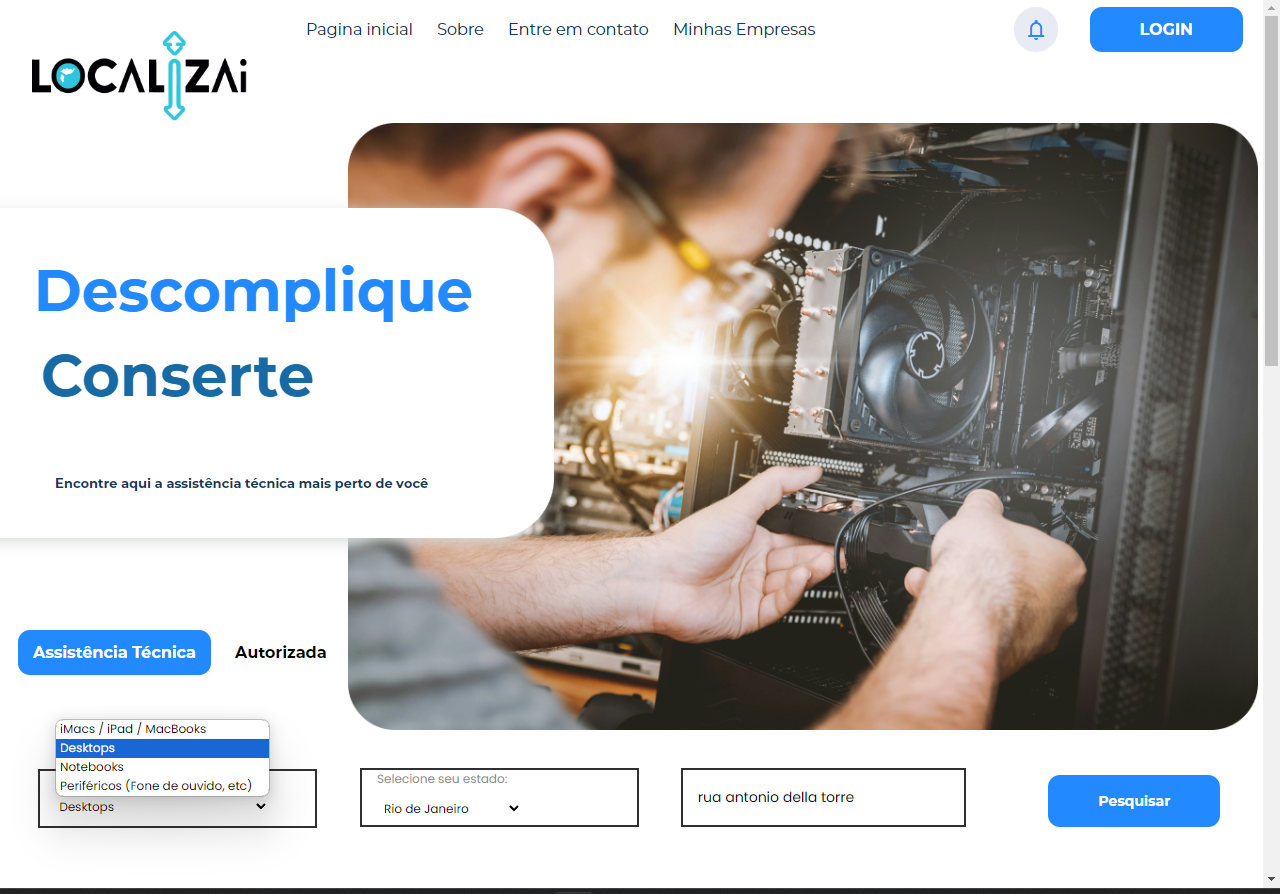 Pagina inicial Sobre Entre em contato Minhas Empresas
LOGIN
LOCALIZAi
Descomplique
Conserte
Encontre aqui a assistência técnica mais perto de você
Assistência Técnica Autorizada
iMacs / iPad / MacBooks
Desktops
Notebooks
Periféricos (Fone de ouvido, etc)
Desktops
Selecione seu estado:
Rio de Janeiro
rua antonio della torre
Pesquisar